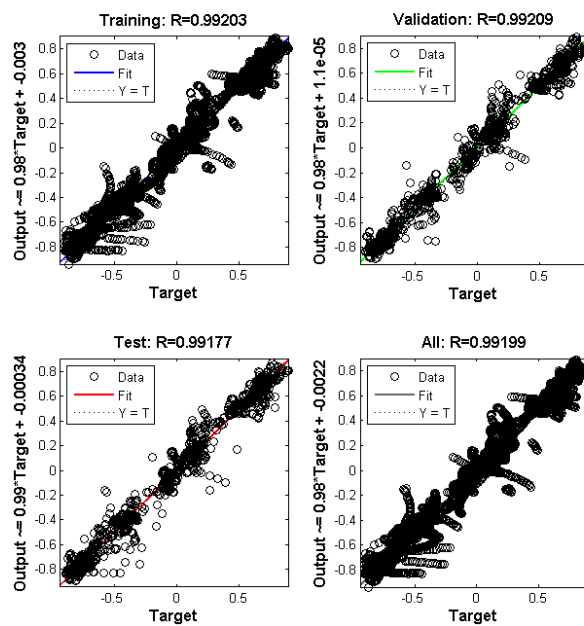 Training: R=0.99203
Output ~= 0.98*Target + -0.003
0.8
0.6
0.4
0.2
0
-0.2
-0.4
-0.6
-0.8
Data
Fit
Y = T
-0.5 0 0.5
Target
Validation: R=0.99209
Output ~= 0.98*Target + 1.1e-05
0.8
0.6
0.4
0.2
0
-0.2
-0.4
-0.6
-0.8
Data
Fit
Y = T
-0.5 0 0.5
Target
Test: R=0.99177
Output ~= 0.99*Target + -0.00034
0.8
0.6
0.4
0.2
0
-0.2
-0.4
-0.6
-0.8
Data
Fit
Y = T
-0.5 0 0.5
Target
All: R=0.99199
Output ~= 0.98*Target + -0.0022
0.8
0.6
0.4
0.2
0
-0.2
-0.4
-0.6
-0.8
Data
Fit
Y = T
-0.5 0 0.5
Target